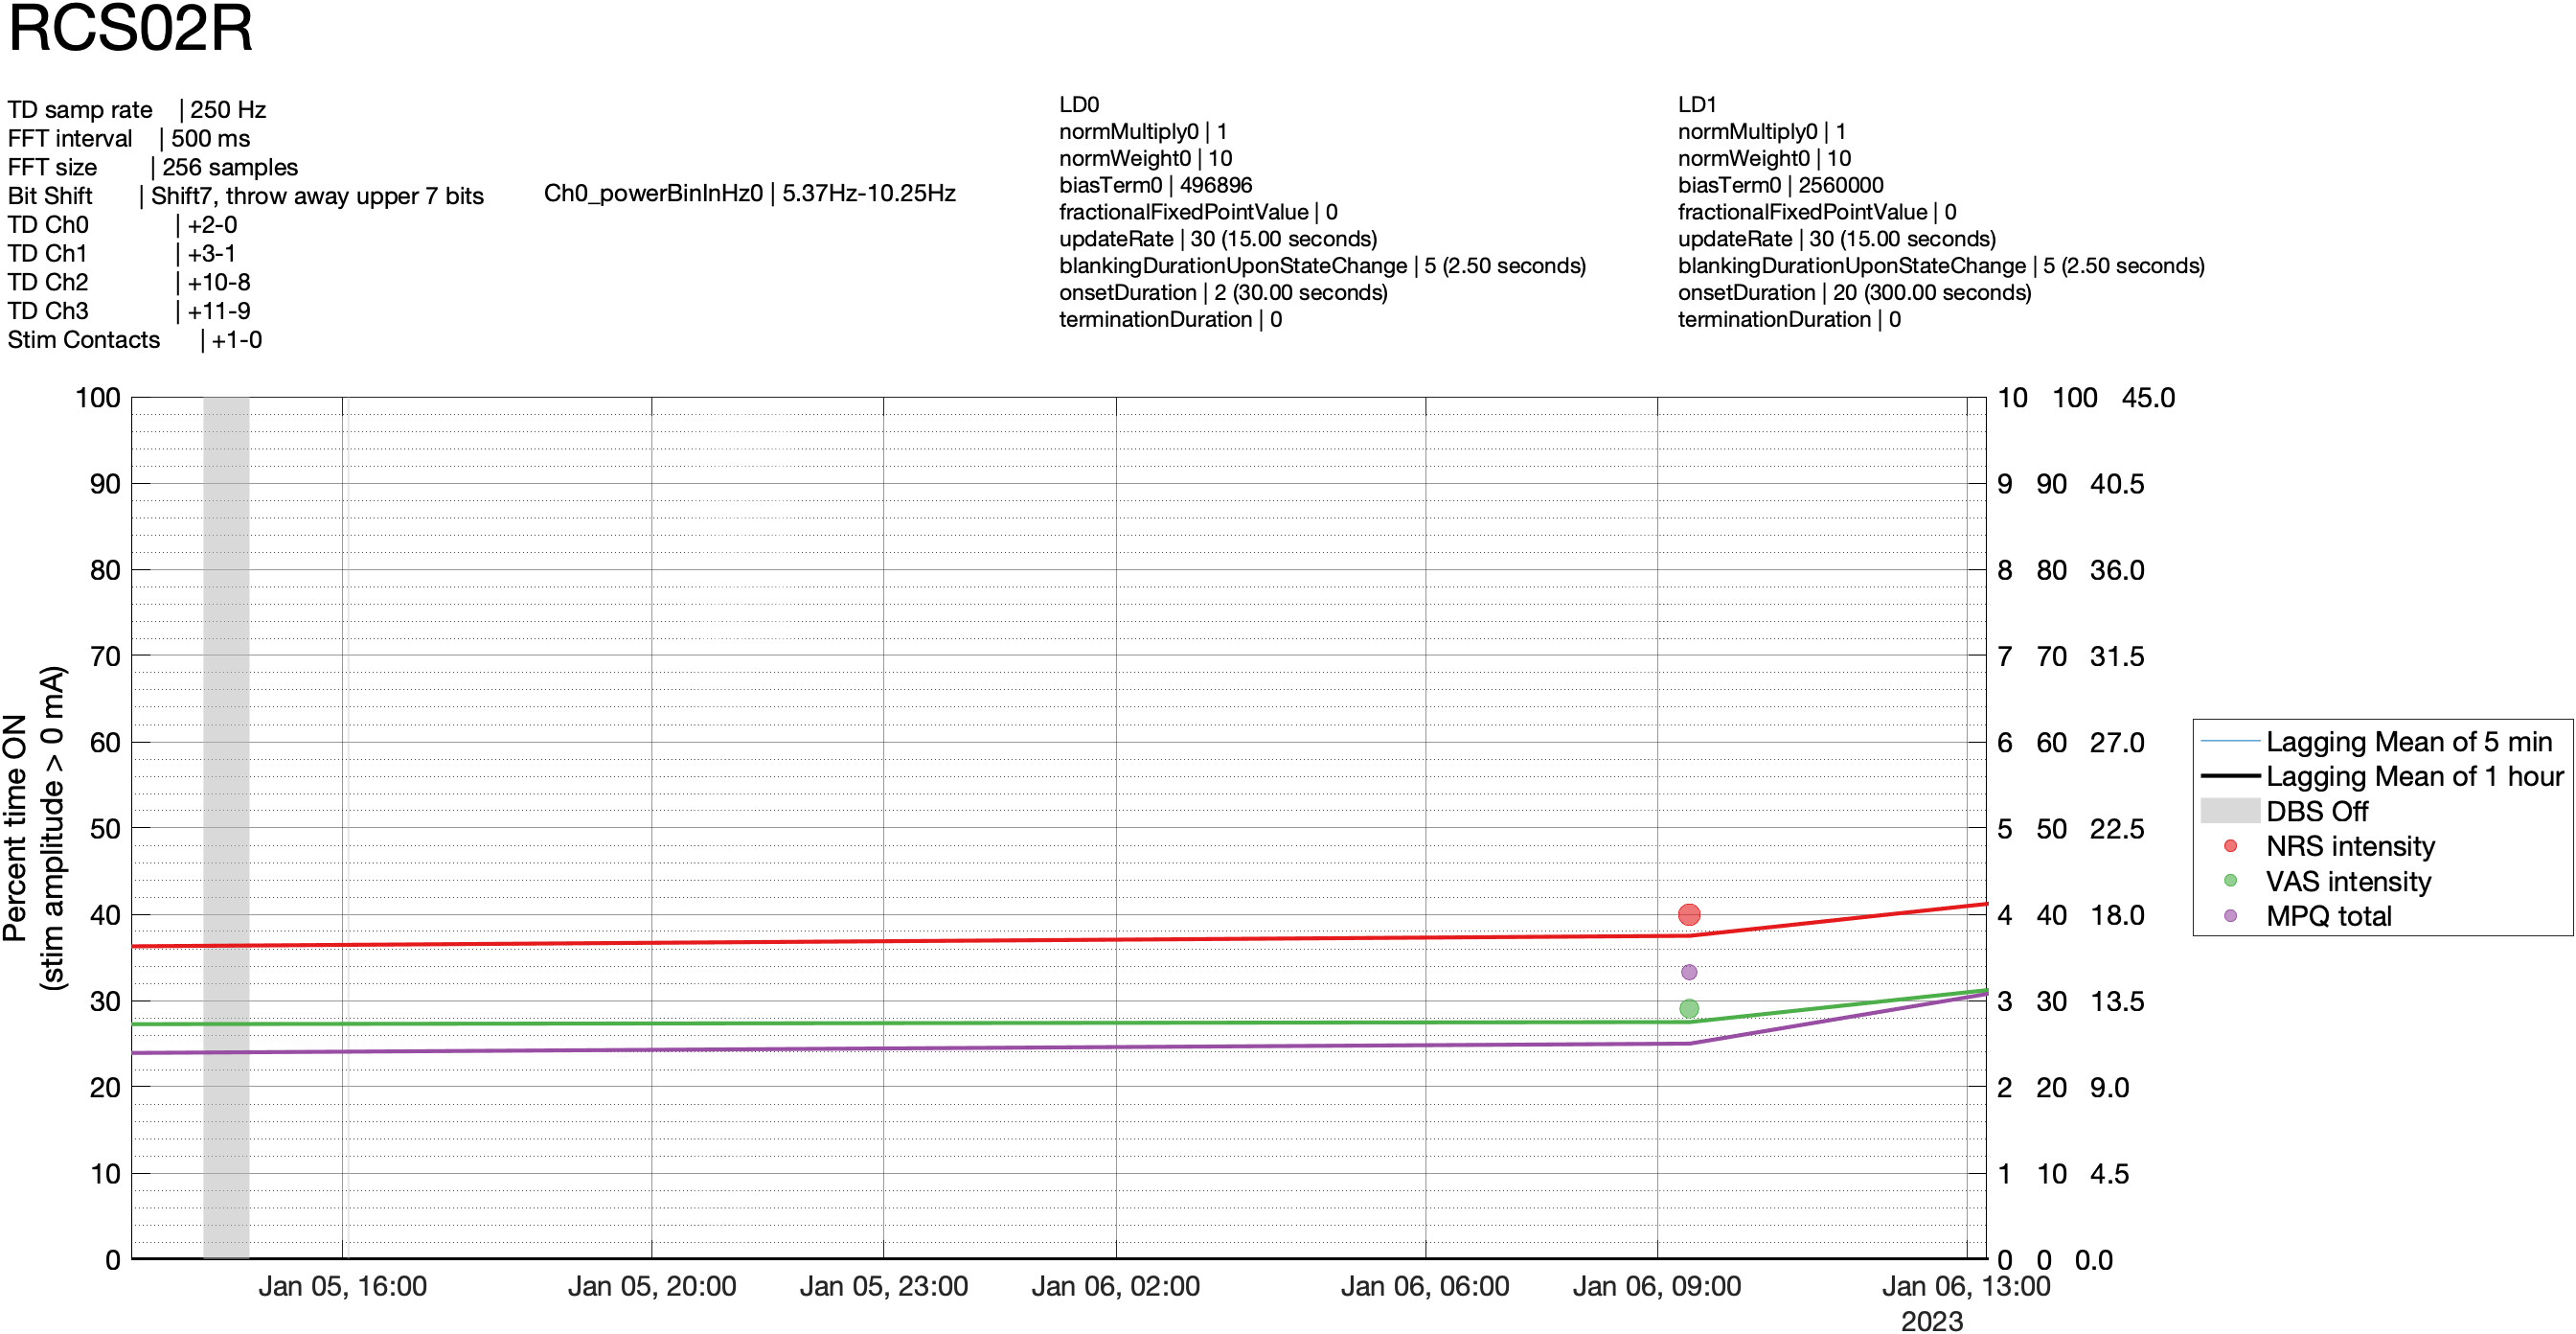 RCS02R
TD samp rate | 250 Hz
FFT interval | 500 ms
FFT size | 256 samples
Bit Shift | Shift7, throw away upper 7 bits
TD Ch0 | +2-0
TD Ch1 | +3-1
TD Ch2 | +10-8
TD Ch3 | +11-9
Stim Contacts | +1-0
Ch0_powerBinInHz0 | 5.37Hz-10.25Hz
LD0
normMultiply0 | 1
normWeight0 | 10
biasTerm0 | 496896
fractionalFixedPointValue | 0
updateRate | 30 (15.00 seconds)
blankingDurationUponStateChange | 5 (2.50 seconds)
onsetDuration | 2 (30.00 seconds)
terminationDuration | 0
LD1
normMultiply0 | 1
normWeight0 | 10
biasTerm0 | 2560000
fractionalFixedPointValue | 0
updateRate | 30 (15.00 seconds)
blankingDurationUponStateChange | 5 (2.50 seconds)
onsetDuration | 20 (300.00 seconds)
terminationDuration | 0
Percent time ON
(stim amplitude > 0 mA)
100
90
80
70
60
50
40
30
20
10
0
10 100 45.0
9 90 40.5
8 80 36.0
7 70 31.5
6 60 27.0
5 50 22.5
4 40 18.0
3 30 13.5
2 20 9.0
1 10 4.5
0 0 0.0
Jan 05, 16:00
Jan 05, 20:00
Jan 05, 23:00
Jan 06, 02:00
Jan 06, 06:00
Jan 06, 09:00
Jan 06, 13:00
2023
Lagging Mean of 5 min
Lagging Mean of 1 hour
DBS Off
NRS intensity
VAS intensity
MPQ total